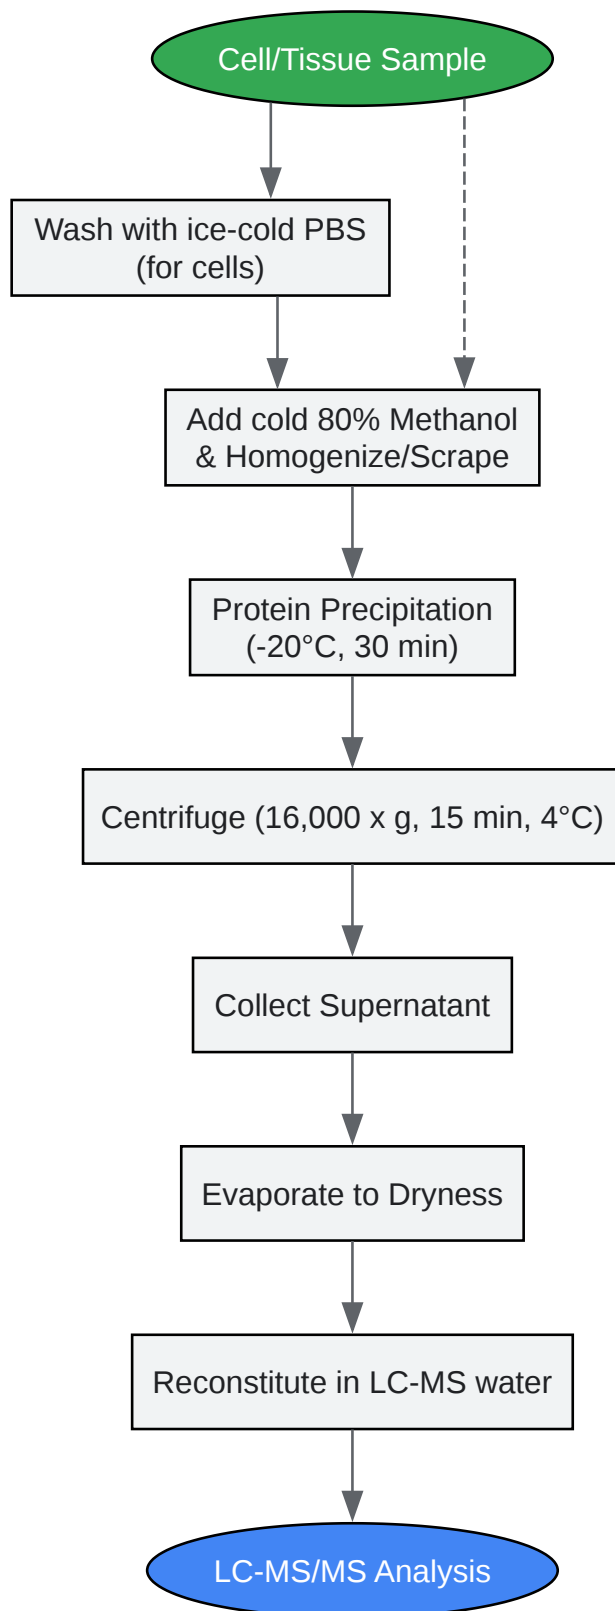 Cell/Tissue Sample
Wash with ice-cold PBS
(for cells)
Add cold 80% Methanol
& Homogenize/Scrape
Protein Precipitation
(-20°C, 30 min)
Centrifuge (16,000 x g, 15 min, 4°C)
Collect Supernatant
Evaporate to Dryness
Reconstitute in LC-MS water
LC-MS/MS Analysis